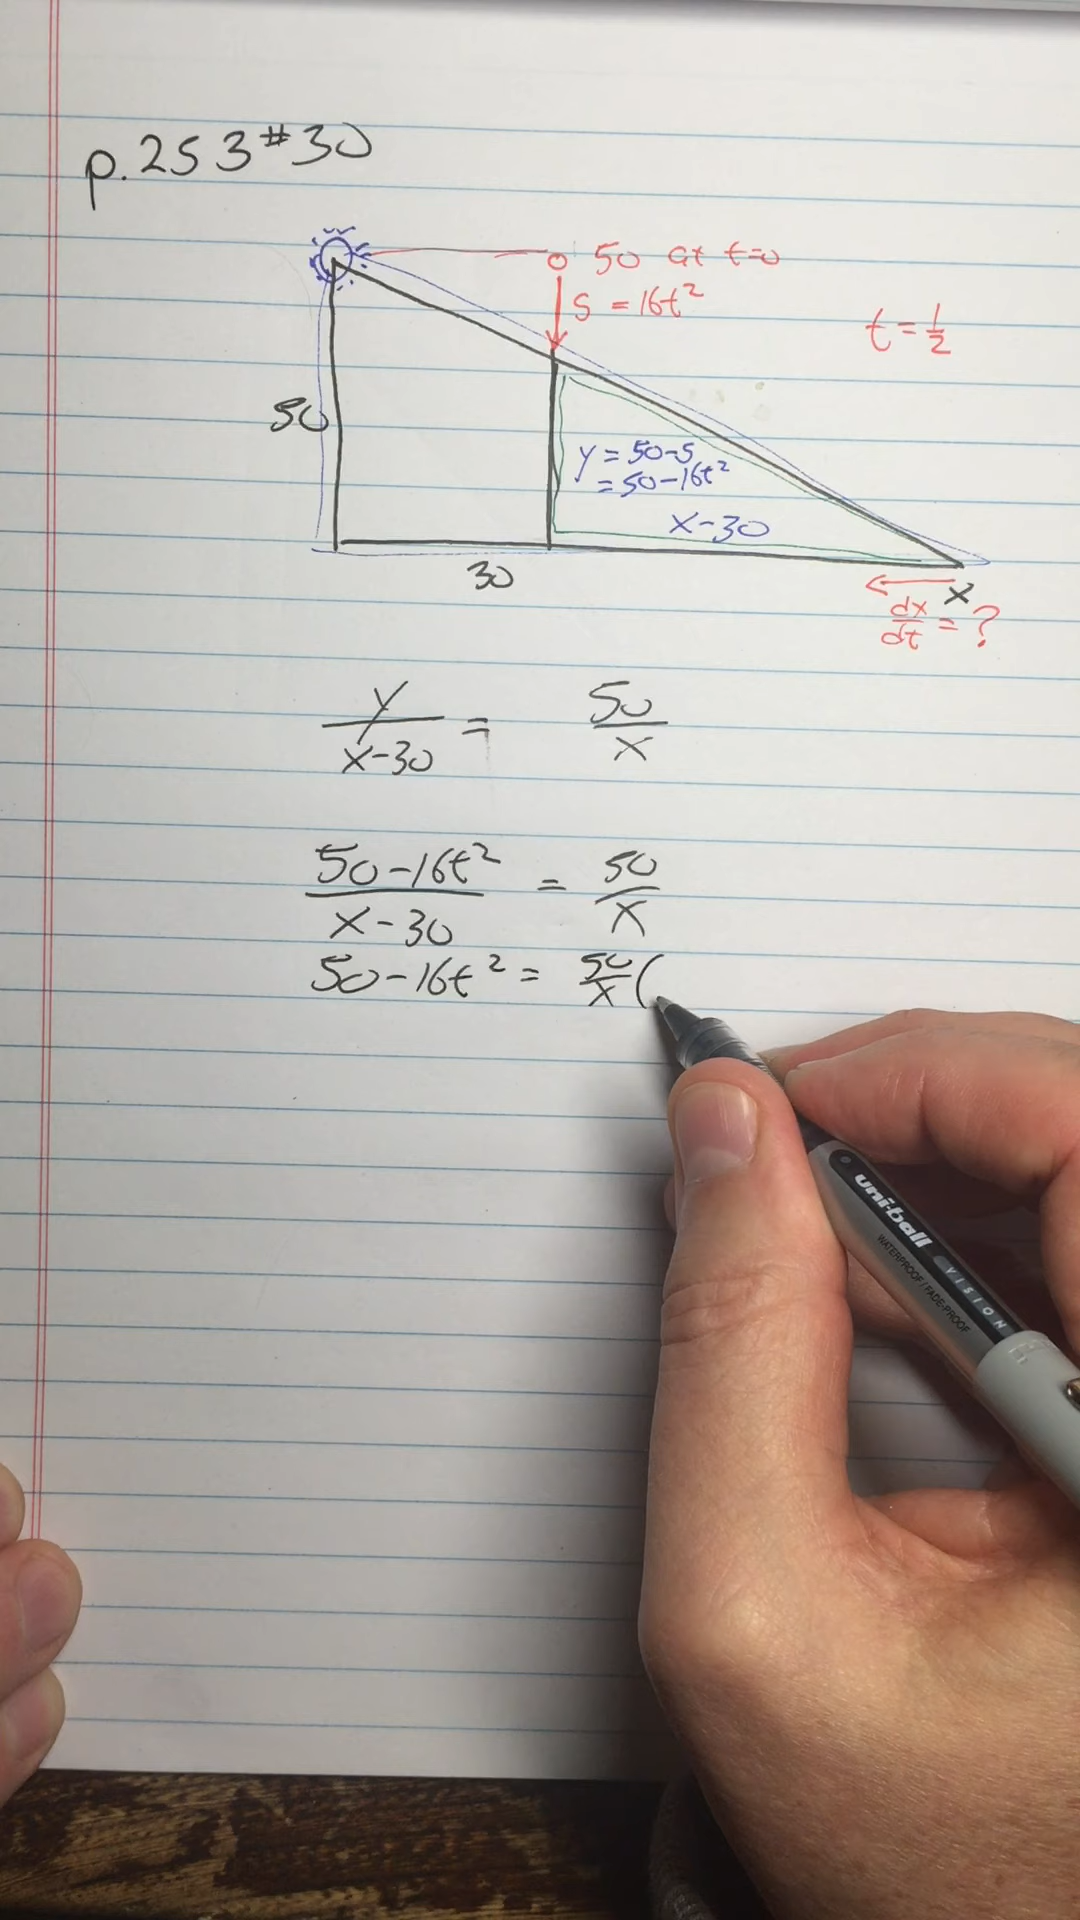 p.253 #30
50 at t=0
S = 16t²
t = 1/2
50
y = 50-S
= 50-16t²
x-30
30
x
dx/dt = ?
y/(x-30) = 50/x
(50-16t²)/(x-30) = 50/x
50-16t² = 50/x (
uni-ball VISION
WATERPROOF/FADE-PROOF